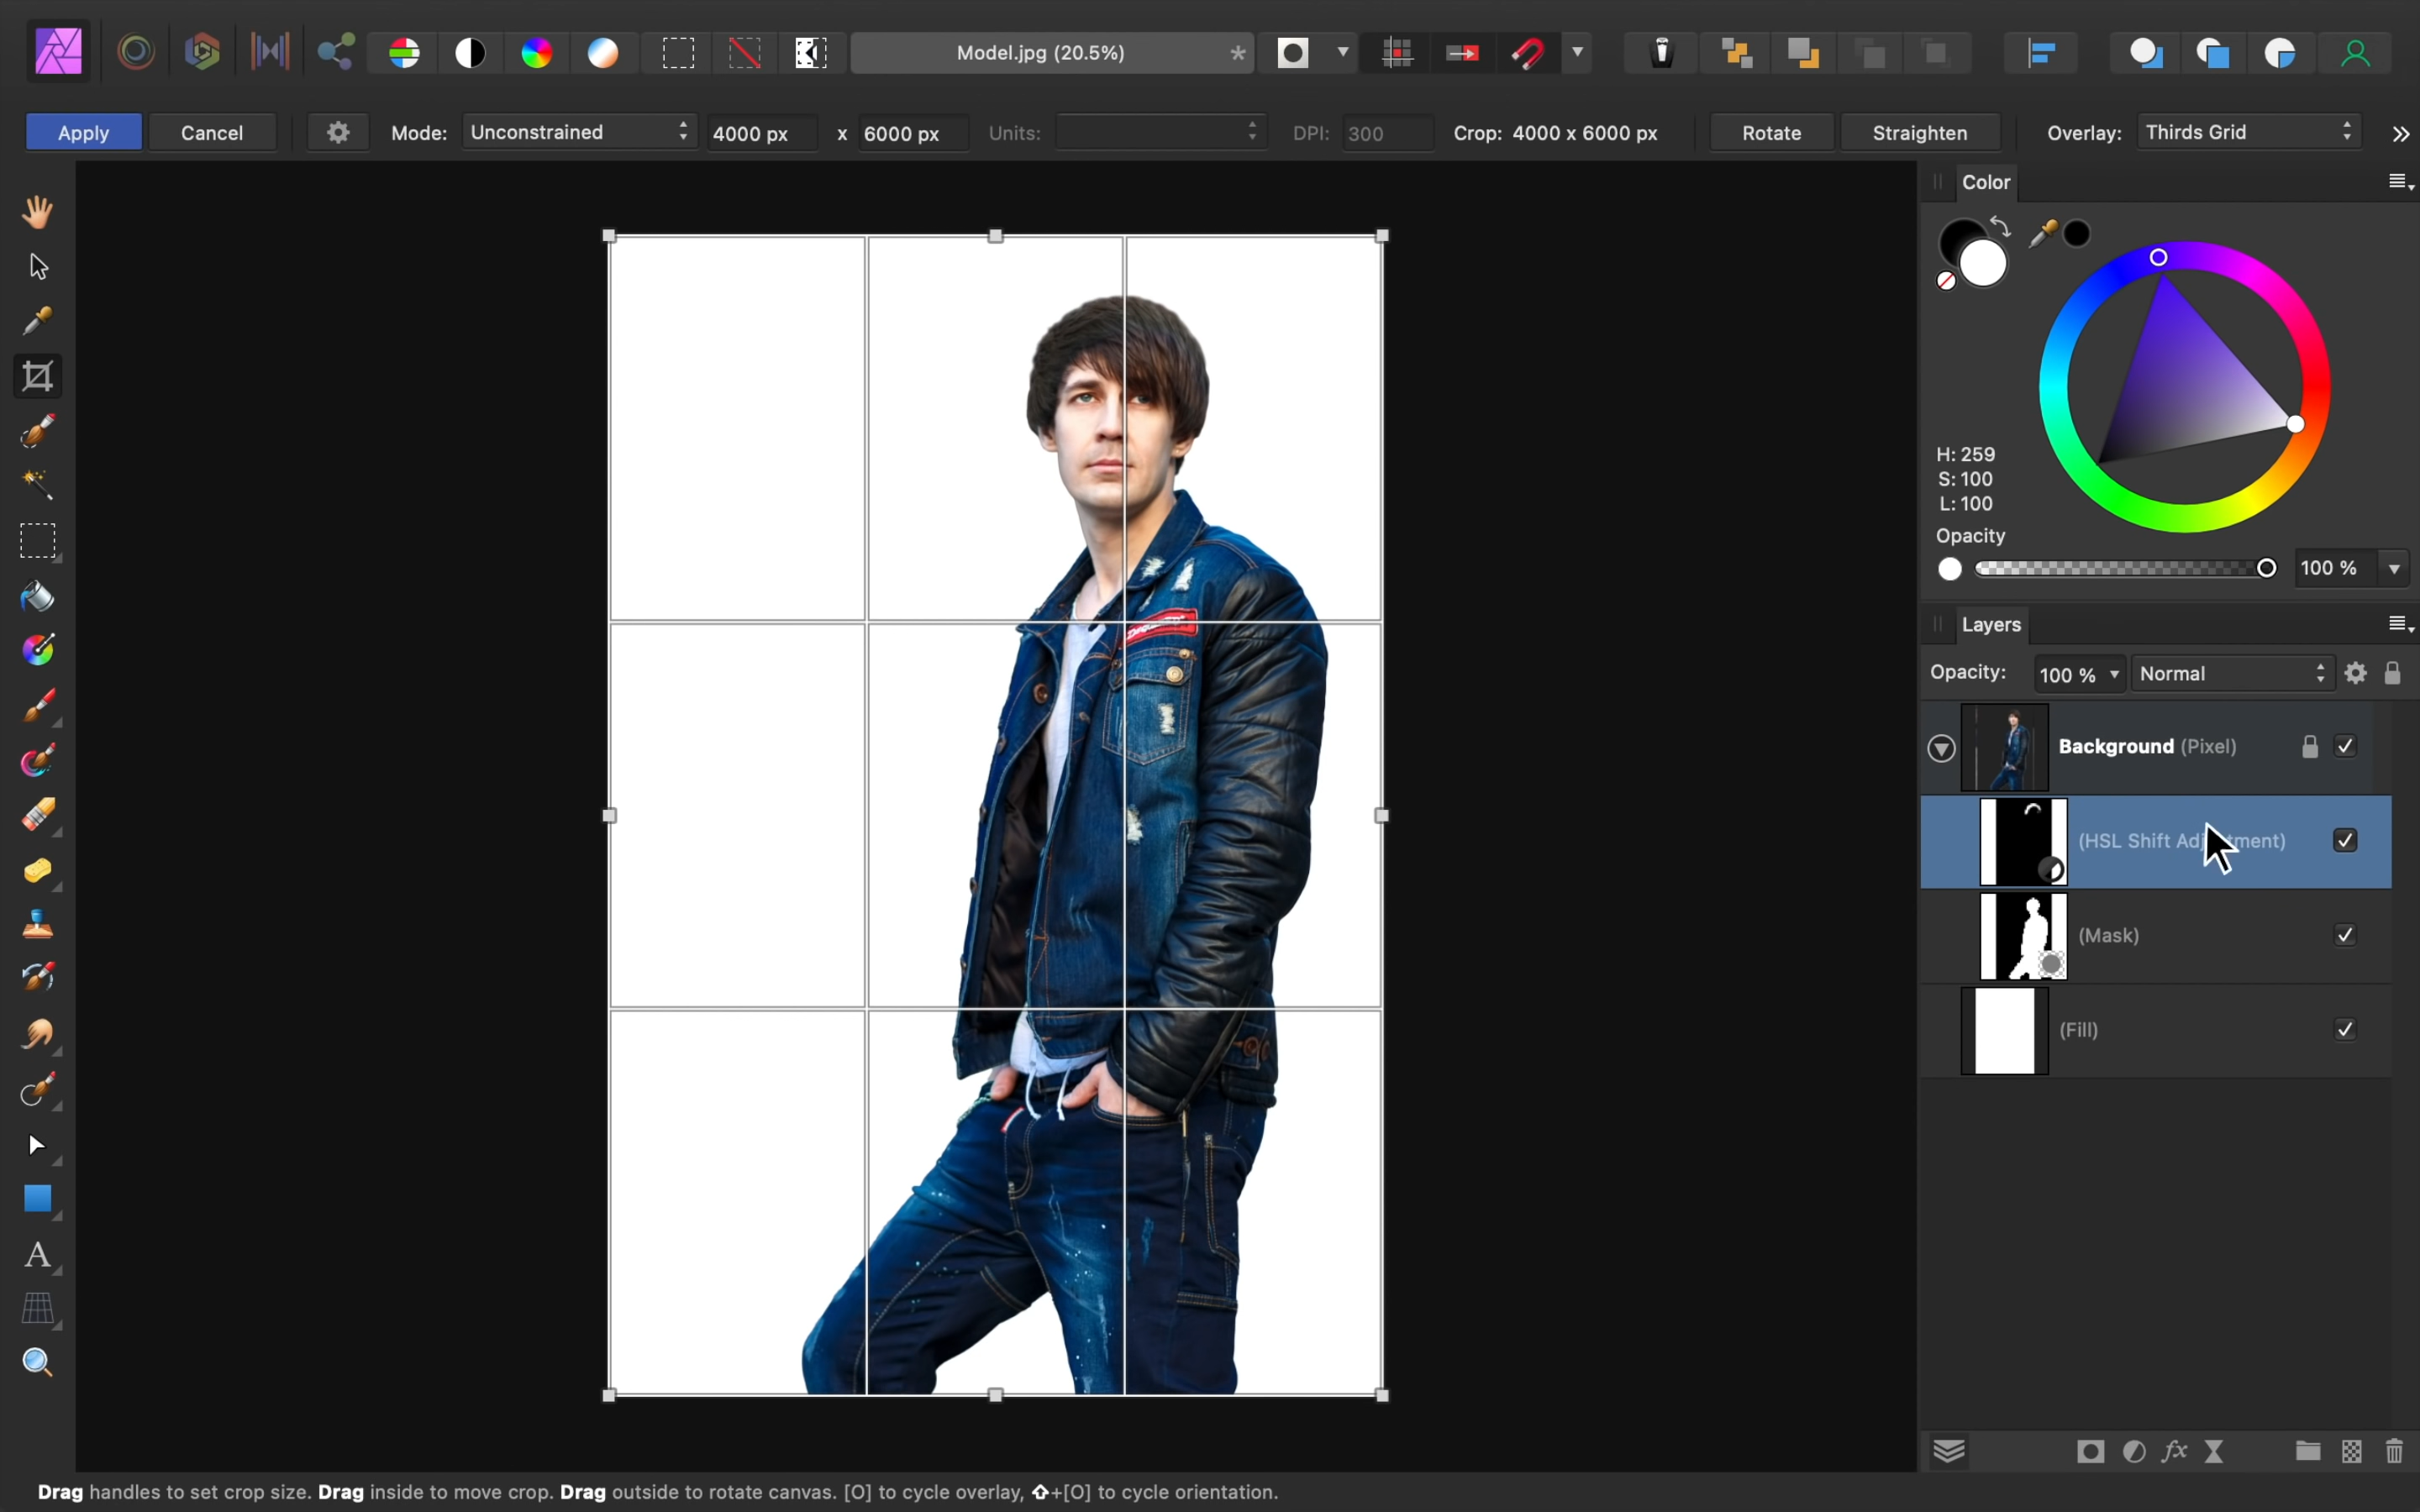 Model.jpg (20.5%)
*
Apply
Cancel
Mode:
Unconstrained
4000 px
x
6000 px
Units:
DPI:
300
Crop: 4000 x 6000 px
Rotate
Straighten
Overlay:
Thirds Grid
Color
H: 259
S: 100
L: 100
Opacity
100 %
Layers
Opacity:
100 %
Normal
Background (Pixel)
(HSL Shift Adj tment)
(Mask)
(Fill)
A
fx
Drag handles to set crop size. Drag inside to move crop. Drag outside to rotate canvas. [O] to cycle overlay, ⇧+[O] to cycle orientation.